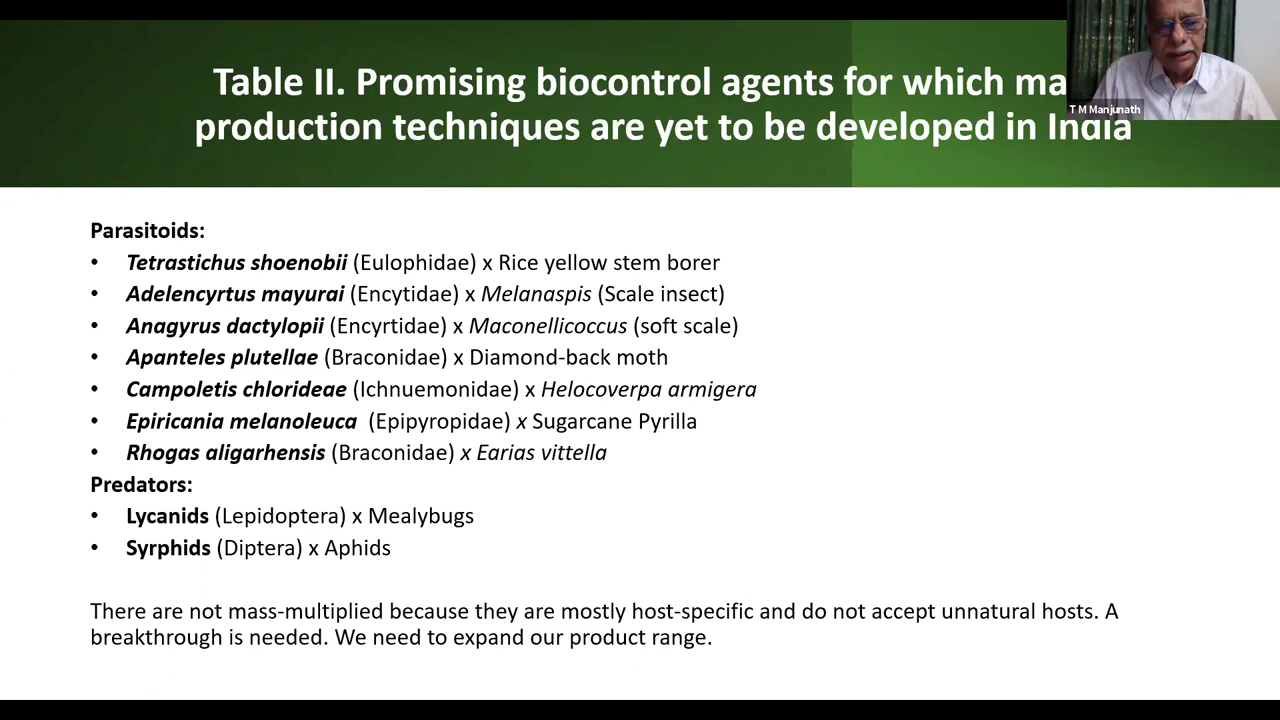 Table II. Promising biocontrol agents for which
T M Manjunath
production techniques are yet to be developed in India
Parasitoids:
• Tetrastichus shoenobii (Eulophidae) x Rice yellow stem borer
• Adelencyrtus mayurai (Encytidae) x Melanaspis (Scale insect)
• Anagyrus dactylopii (Encyrtidae) x Maconellicoccus (soft scale)
• Apanteles plutellae (Braconidae) x Diamond-back moth
• Campoletis chlorideae (Ichnuemonidae) x Helocoverpa armigera
• Epiricania melanoleuca (Epipyropidae) x Sugarcane Pyrilla
• Rhogas aligarhensis (Braconidae) x Earias vittella
Predators:
• Lycanids (Lepidoptera) x Mealybugs
• Syrphids (Diptera) x Aphids
There are not mass-multiplied because they are mostly host-specific and do not accept unnatural hosts. A
breakthrough is needed. We need to expand our product range.